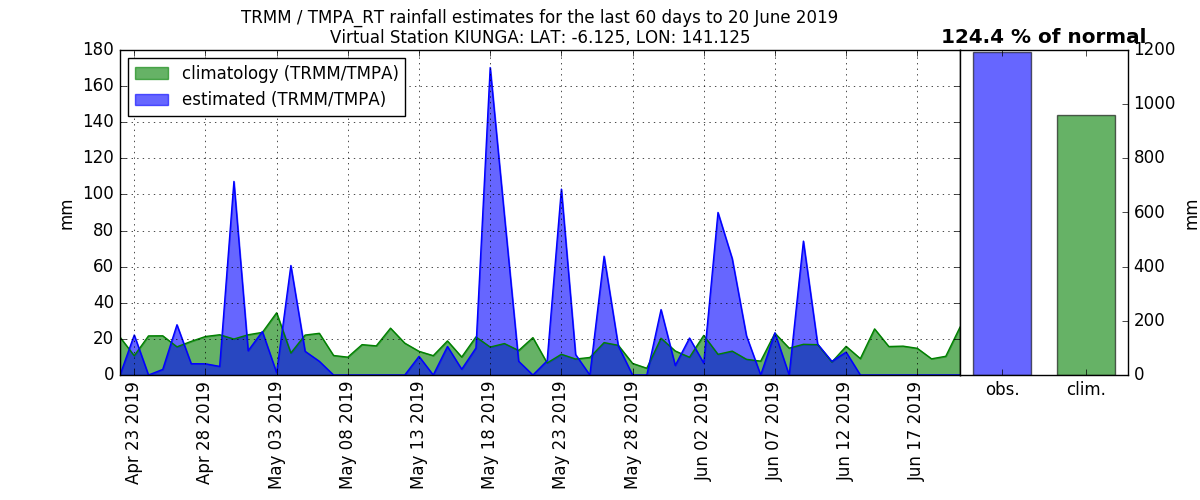 TRMM / TMPA_RT rainfall estimates for the last 60 days to 20 June 2019
Virtual Station KIUNGA: LAT: -6.125, LON: 141.125
124.4 % of normal
climatology (TRMM/TMPA)
estimated (TRMM/TMPA)
180
160
140
120
100
80
60
40
20
0
mm
Apr 23 2019
Apr 28 2019
May 03 2019
May 08 2019
May 13 2019
May 18 2019
May 23 2019
May 28 2019
Jun 02 2019
Jun 07 2019
Jun 12 2019
Jun 17 2019
obs.
clim.
1200
1000
800
600
400
200
0
mm